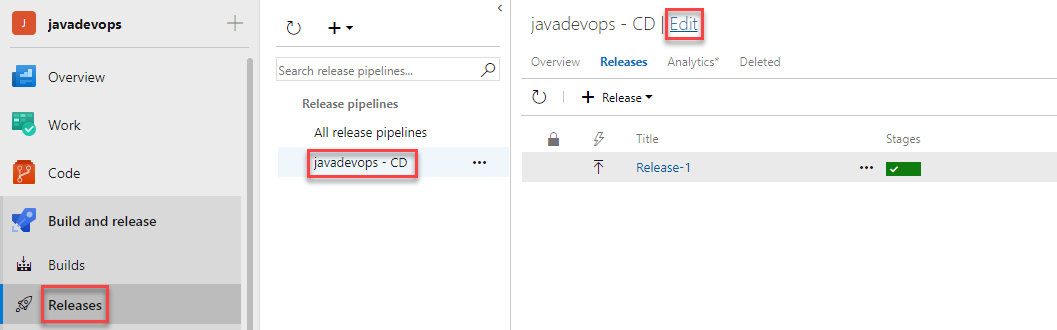 J javadevops
Overview
Work
Code
Build and release
Builds
Releases
Search release pipelines...
Release pipelines
All release pipelines
javadevops - CD
javadevops - CD | Edit
Overview Releases Analytics* Deleted
Release
Title Stages
Release-1